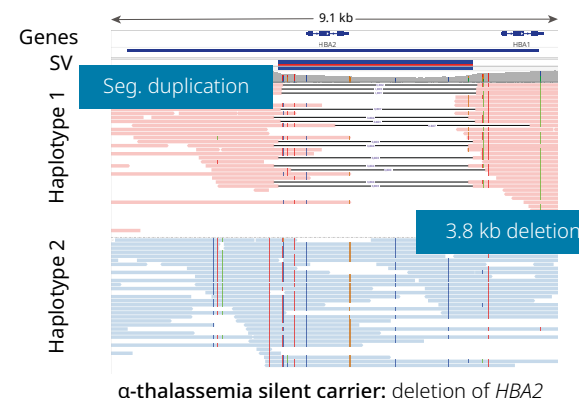 9.1 kb
Genes
HBA2
HBA1
SV
Seg. duplication
Haplotype 1
3.8 kb deletion
Haplotype 2
α-thalassemia silent carrier: deletion of HBA2